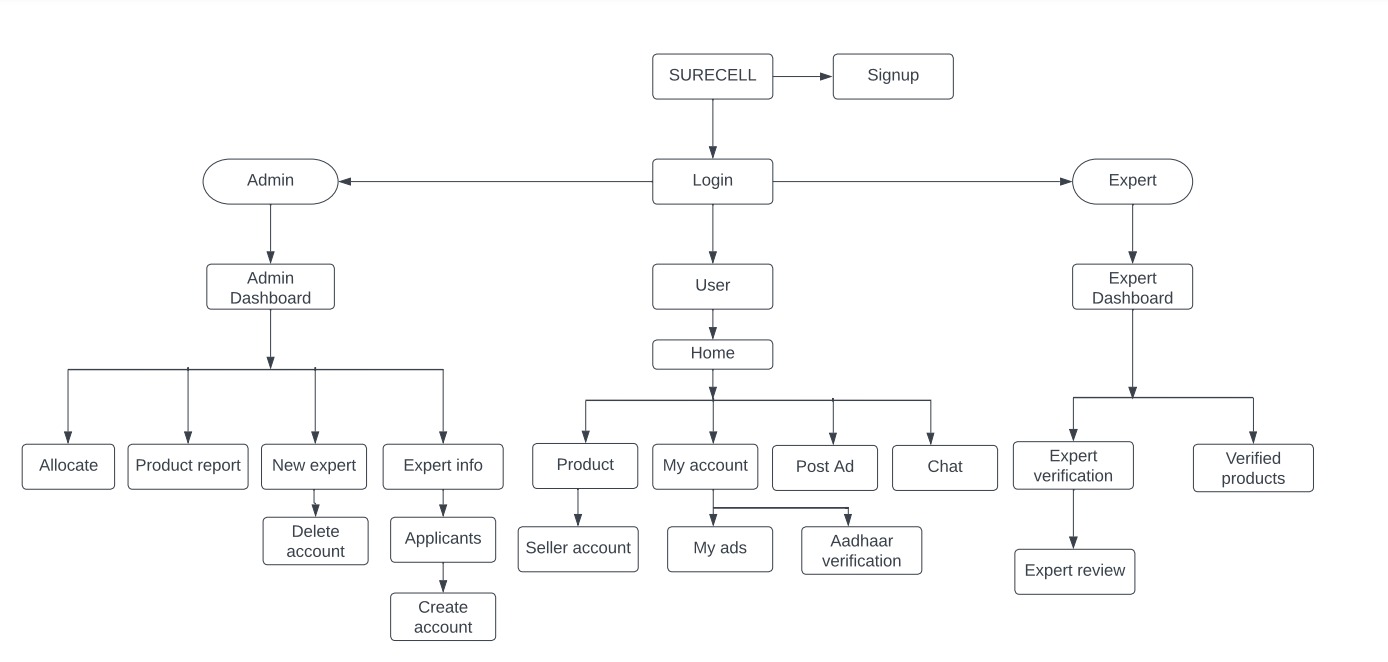 SURECELL
Signup
Admin
Login
Expert
Admin
Dashboard
User
Expert
Dashboard
Home
Allocate
Product report
New expert
Expert info
Product
My account
Post Ad
Chat
Expert
verification
Verified
products
Delete
account
Applicants
Seller account
My ads
Aadhaar
verification
Expert review
Create
account